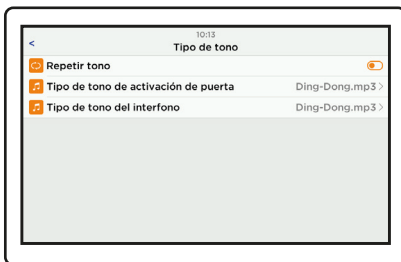 10:13
<
Tipo de tono
Repetir tono
Tipo de tono de activación de puerta Ding-Dong.mp3 >
Tipo de tono del interfono Ding-Dong.mp3 >